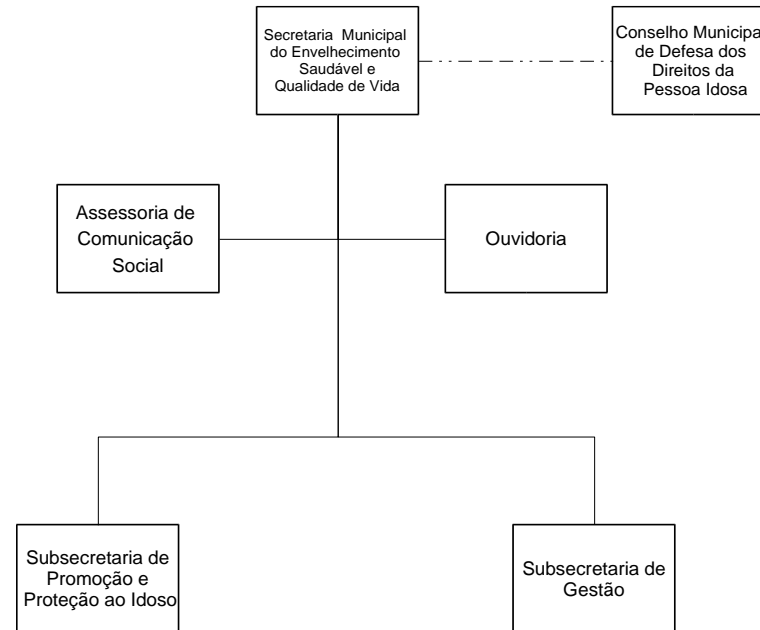 Secretaria Municipal
do Envelhecimento
Saudável e
Qualidade de Vida
Conselho Municipal
de Defesa dos
Direitos da
Pessoa Idosa
Assessoria de
Comunicação
Social
Ouvidoria
Subsecretaria de
Promoção e
Proteção ao Idoso
Subsecretaria de
Gestão